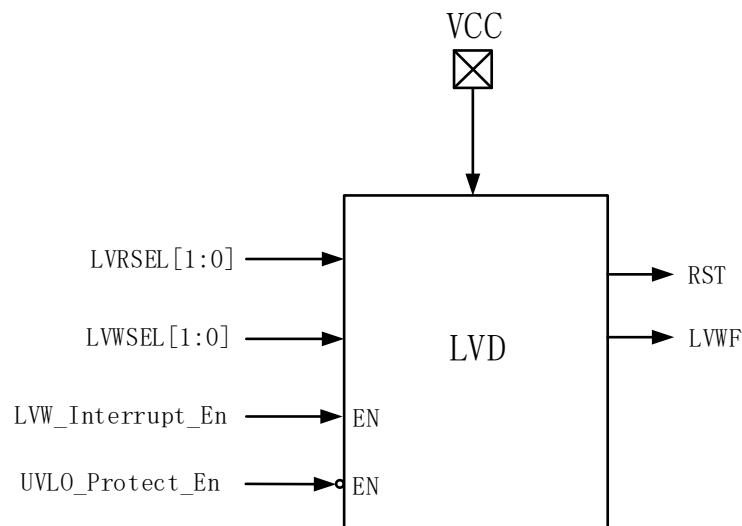 VCC
LVRSEL[1:0]
RST
LVWSEL[1:0]
LVD
LVWF
LVW_Interrupt_En
EN
UVLO_Protect_En
EN